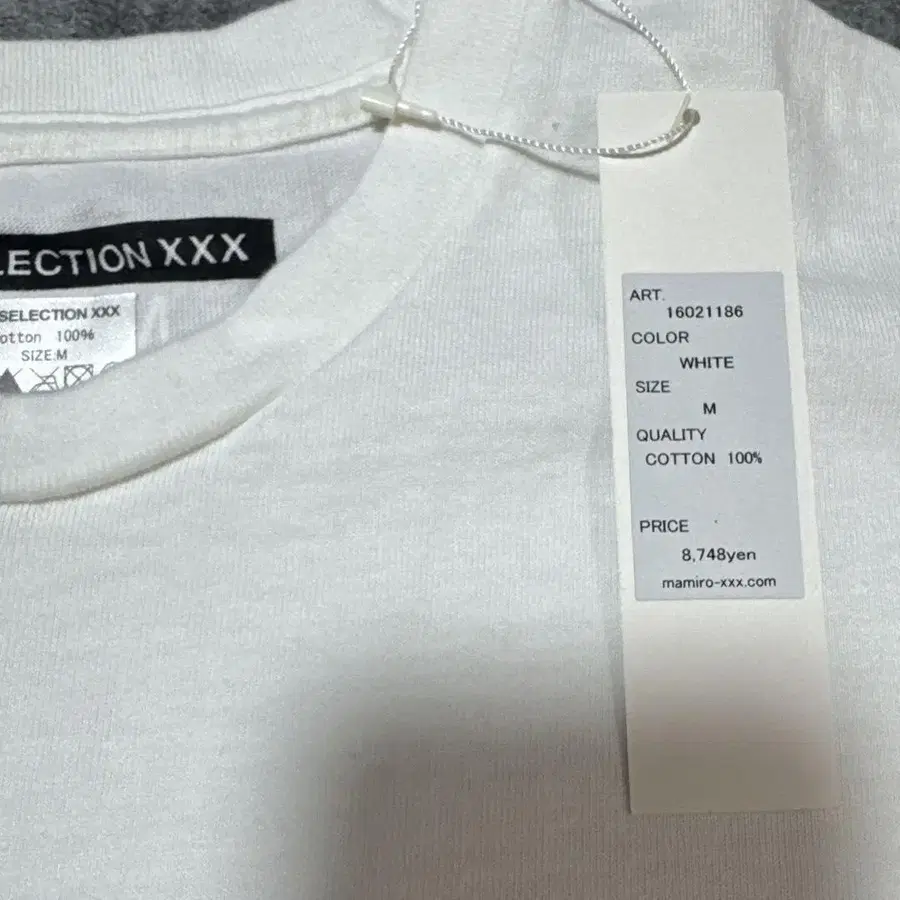 LECTION XXX
SELECTION XXX
otton 100%
SIZE:M
ART.
16021186
COLOR
WHITE
SIZE
M
QUALITY
COTTON 100%
PRICE
8,748yen
mamiro-xxx.com